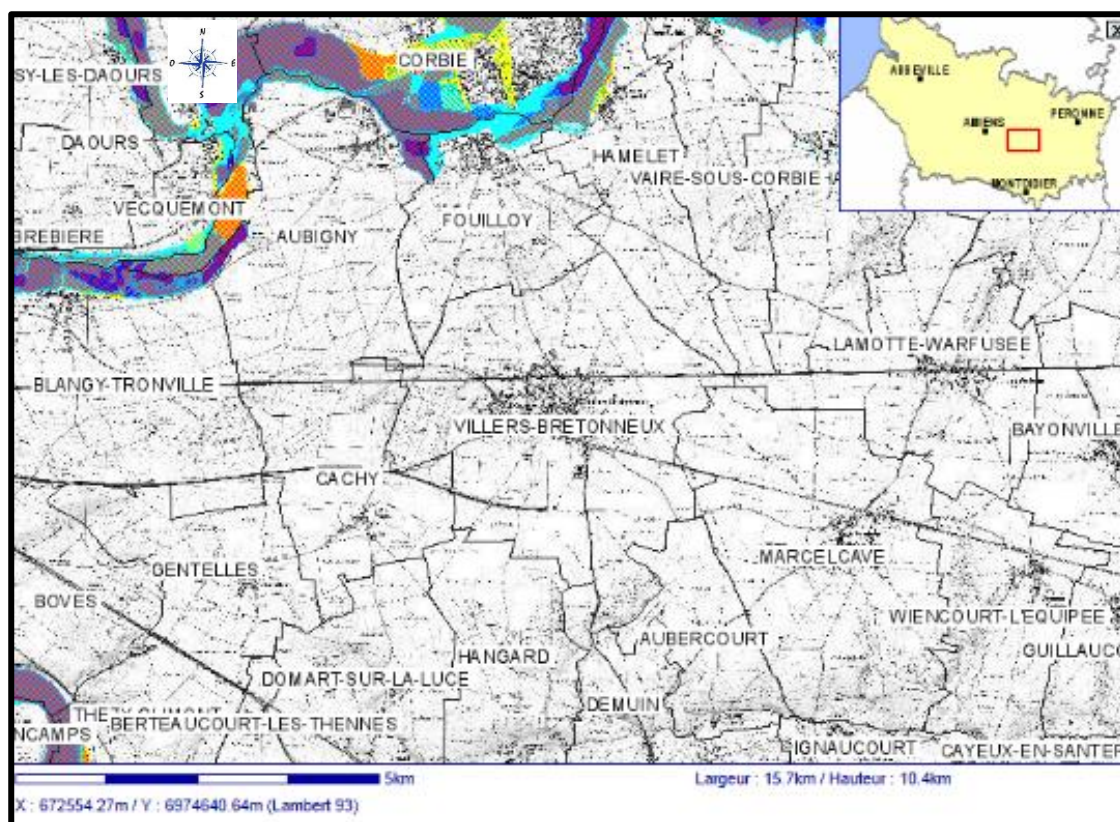 N
O E
S
SY-LES-DAOURS
CORBIE
ABBEVILLE
AMIENS
PERONNE
MONTDIDIER
DAOURS
HAMELET
VAIRE-SOUS-CORBIE
VECQUEMONT
FOUILLOY
BREBIERE
AUBIGNY
LAMOTTE-WARFUSEE
BLANGY-TRONVILLE
VILLERS-BRETONNEUX
BAYONVILLE
CACHY
MARCELCAVE
GENTELLES
BOVES
WIENCOURT-L'EQUIPEE
AUBERCOURT
GUILLAUCO
HANGARD
DOMART-SUR-LA-LUCE
DEMUIN
BERTEAUCOURT-LES-THENNES
NCAMPS
IGNAUCOURT
CAYEUX-EN-SANTER
5km
Largeur : 15.7km / Hauteur : 10.4km
X : 672554.27m / Y : 6974640.64m (Lambert 93)